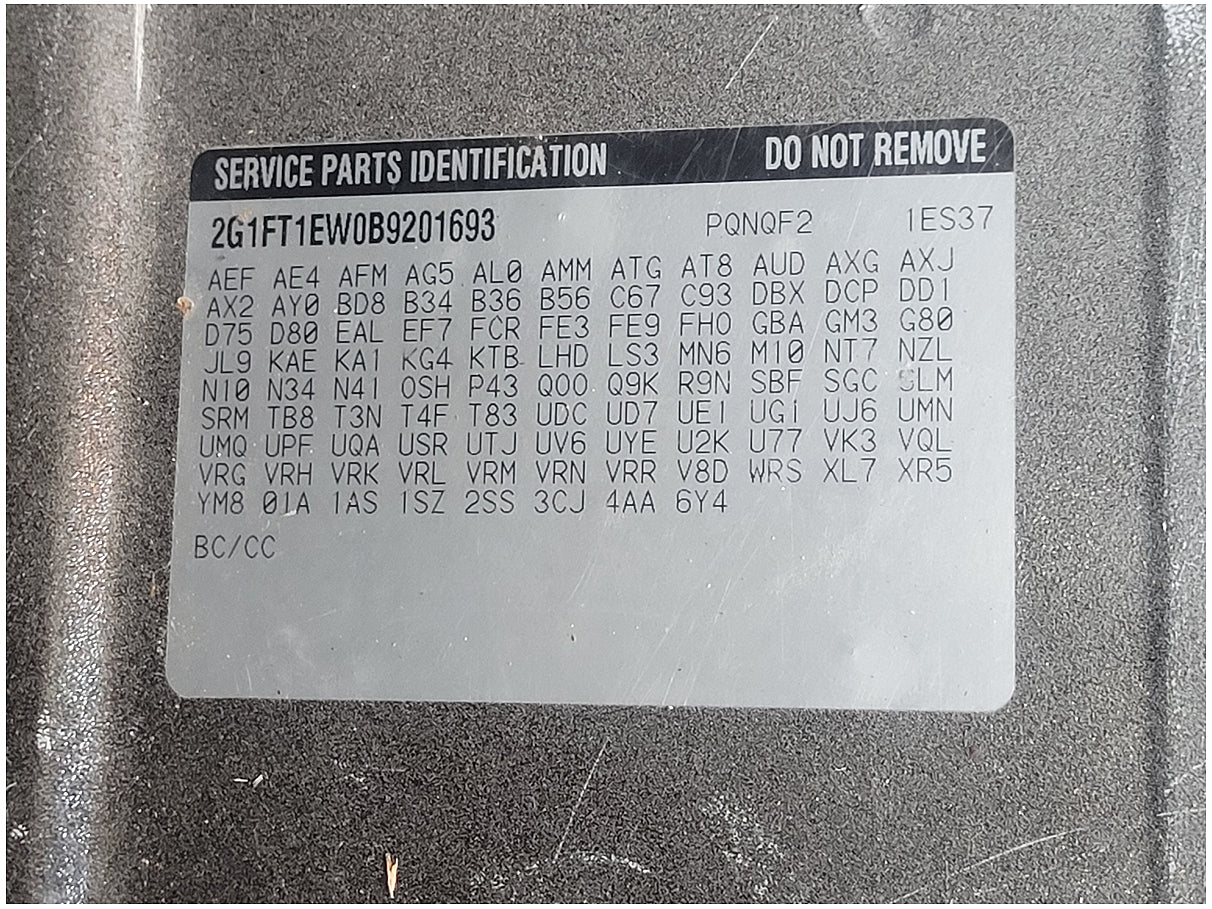 SERVICE PARTS IDENTIFICATION DO NOT REMOVE
2G1FT1EW0B9201693 PQNQF2 1ES37
AEF AE4 AFM AG5 AL0 AMM ATG AT8 AUD AXG AXJ
AX2 AY0 BD8 B34 B36 B56 C67 C93 DBX DCP DD1
D75 D80 EAL EF7 FCR FE3 FE9 FHO GBA GM3 G80
JL9 KAE KA1 KG4 KTB LHD LS3 MN6 M10 NT7 NZL
N10 N34 N41 OSH P43 QOO Q9K R9N SBF SGC SLM
SRM TB8 T3N T4F T83 UDC UD7 UE1 UG1 UJ6 UMN
UMQ UPF UQA USR UTJ UV6 UYE U2K U77 VK3 VQL
VRG VRH VRK VRL VRM VRN VRR V8D WRS XL7 XR5
YM8 01A 1AS 1SZ 2SS 3CJ 4AA 6Y4
BC/CC